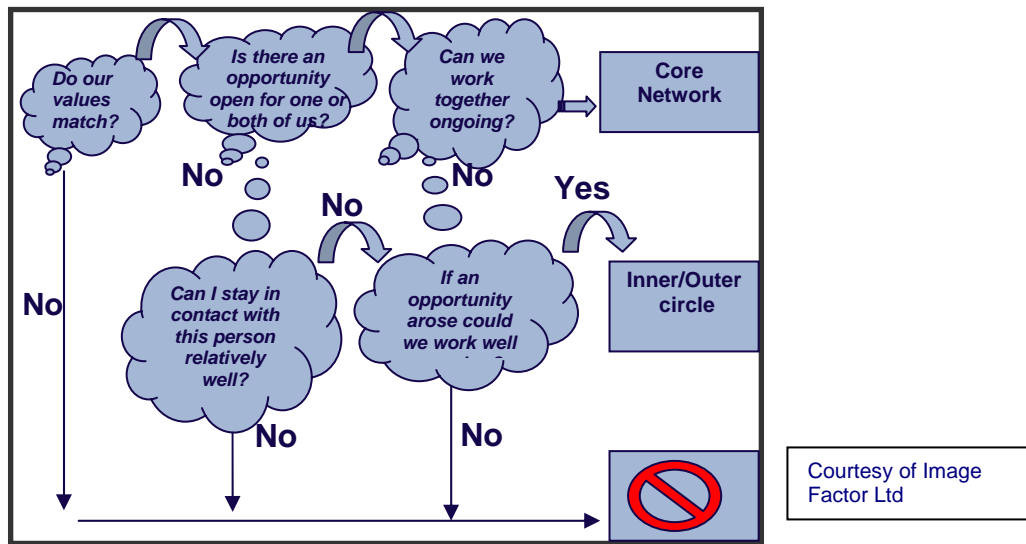 Do our
values
match?
Is there an
opportunity
open for one or
both of us?
Can we
work
together
ongoing?
Core
Network
No
No
No
Yes
No
Can I stay in
contact with
this person
relatively
well?
If an
opportunity
arose could
we work well
Inner/Outer
circle
No
No
Courtesy of Image
Factor Ltd